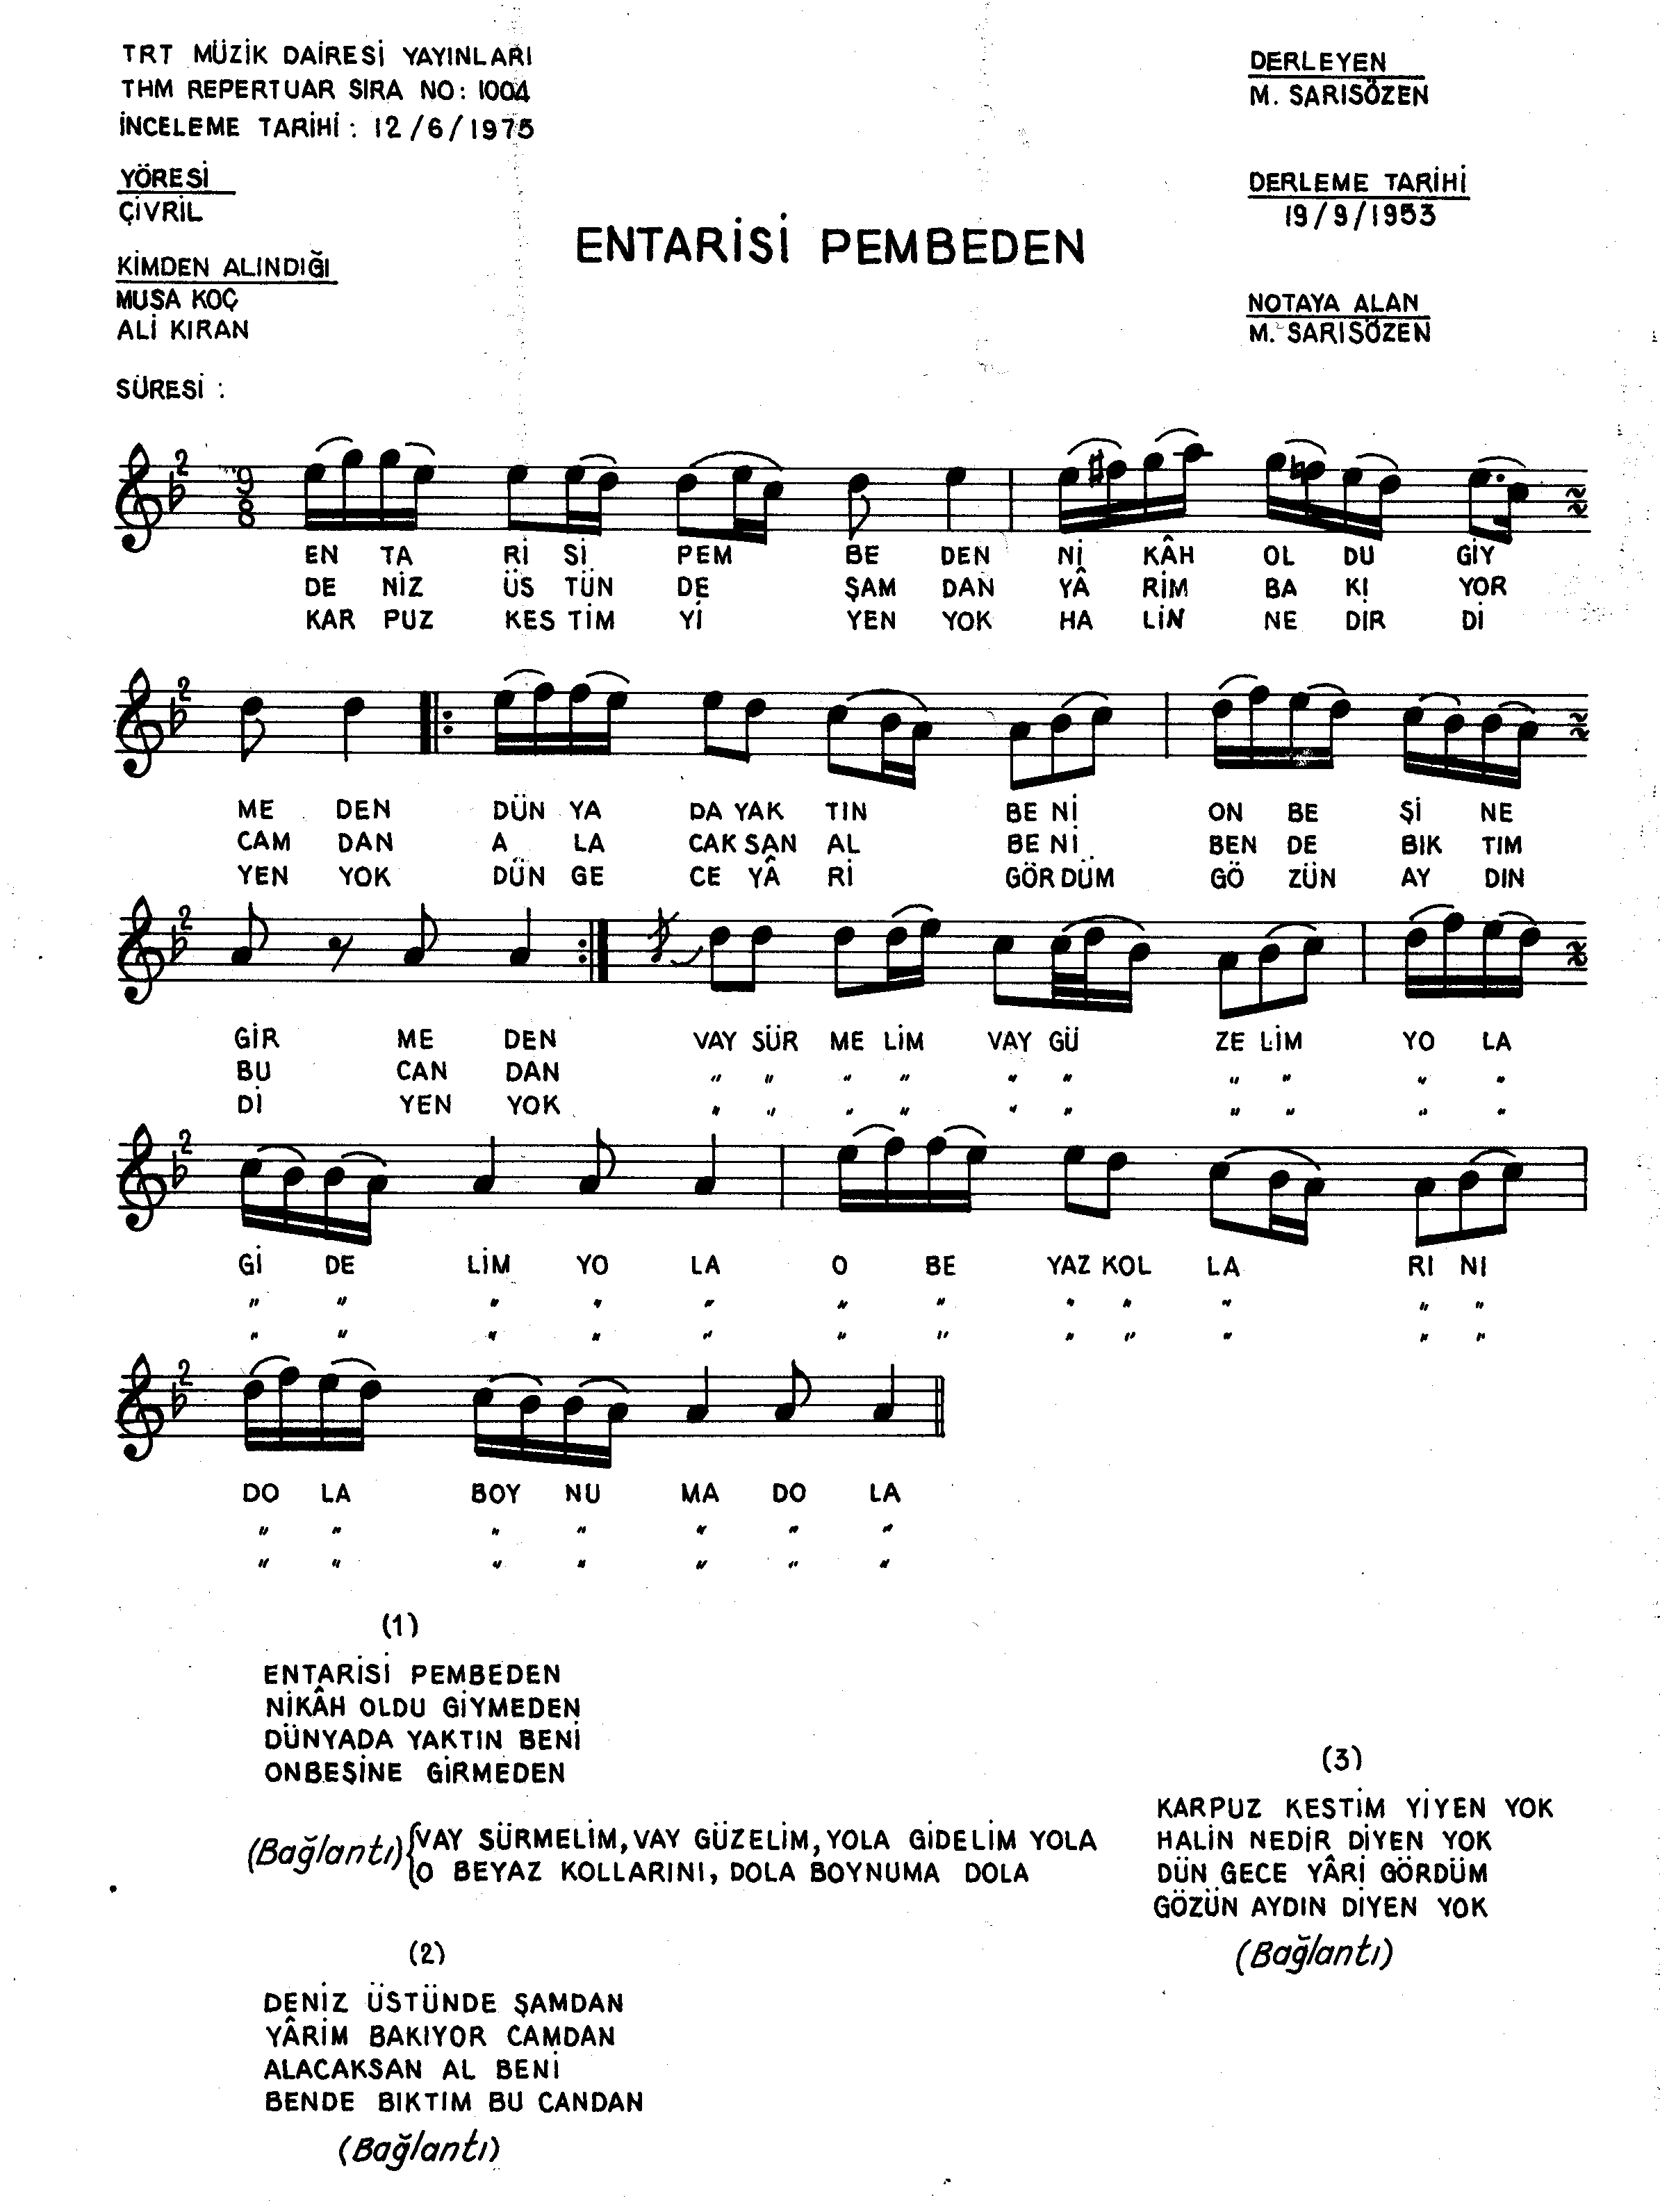 TRT MÜZİK DAİRESİ YAYINLARI
THM REPERTUAR SIRA NO: 1004
İNCELEME TARİHİ : 12/6/1975
DERLEYEN
M. SARISÖZEN
YÖRESİ
ÇİVRİL
DERLEME TARİHİ
19/9/1953
ENTARİSİ PEMBEDEN
KİMDEN ALINDIĞI
MUSA KOÇ
ALİ KIRAN
NOTAYA ALAN
M. SARISÖZEN
SÜRESİ :
2 9 8
EN TA Rİ Sİ PEM BE DEN Nİ KÂH OL DU GİY
DE NİZ ÜS TÜN DE ŞAM DAN YÂ RİM BA KI YOR
KAR PUZ KES TİM Yİ YEN YOK HA LİN NE DİR Dİ
2
ME DEN DÜN YA DA YAK TIN BE Nİ ON BE Şİ NE
CAM DAN A LA CAK SAN AL BE Nİ BEN DE BIK TIM
YEN YOK DÜN GE CE YÂ Rİ GÖR DÜM GÖ ZÜN AY DIN
2
GİR ME DEN VAY SÜR ME LİM VAY GÜ ZE LİM YO LA
BU CAN DAN " " " " " " " " " "
Dİ YEN YOK " " " " " " " " " "
2
Gİ DE LİM YO LA O BE YAZ KOL LA RI NI
" " " " " " " " " " " "
" " " " " " " " " " " "
2
DO LA BOY NU MA DO LA
" " " " " " "
" " " " " " "
(1)
ENTARİSİ PEMBEDEN
NİKÂH OLDU GİYMEDEN
DÜNYADA YAKTIN BENİ
ONBEŞİNE GİRMEDEN
(Bağlantı) { VAY SÜRMELİM, VAY GÜZELİM, YOLA GİDELİM YOLA
O BEYAZ KOLLARINI, DOLA BOYNUMA DOLA
(2)
DENİZ ÜSTÜNDE ŞAMDAN
YÂRİM BAKIYOR CAMDAN
ALACAKSAN AL BENİ
BENDE BIKTIM BU CANDAN
(Bağlantı)
(3)
KARPUZ KESTİM YİYEN YOK
HALİN NEDİR DİYEN YOK
DÜN GECE YÂRİ GÖRDÜM
GÖZÜN AYDIN DİYEN YOK
(Bağlantı)